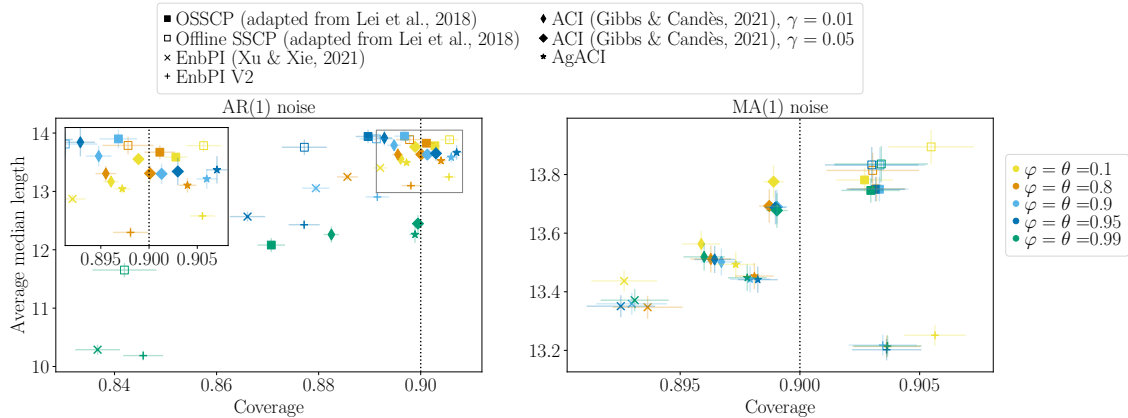 OSSCP (adapted from Lei et al., 2018)
Offline SSCP (adapted from Lei et al., 2018)
EnbPI (Xu & Xie, 2021)
EnbPI V2
ACI (Gibbs & Candès, 2021), γ = 0.01
ACI (Gibbs & Candès, 2021), γ = 0.05
AgACI
AR(1) noise
Average median length
14
13
12
11
10
0.895 0.900 0.905
0.84 0.86 0.88 0.90
Coverage
MA(1) noise
13.8
13.6
13.4
13.2
0.895 0.900 0.905
Coverage
φ = θ =0.1
φ = θ =0.8
φ = θ =0.9
φ = θ =0.95
φ = θ =0.99